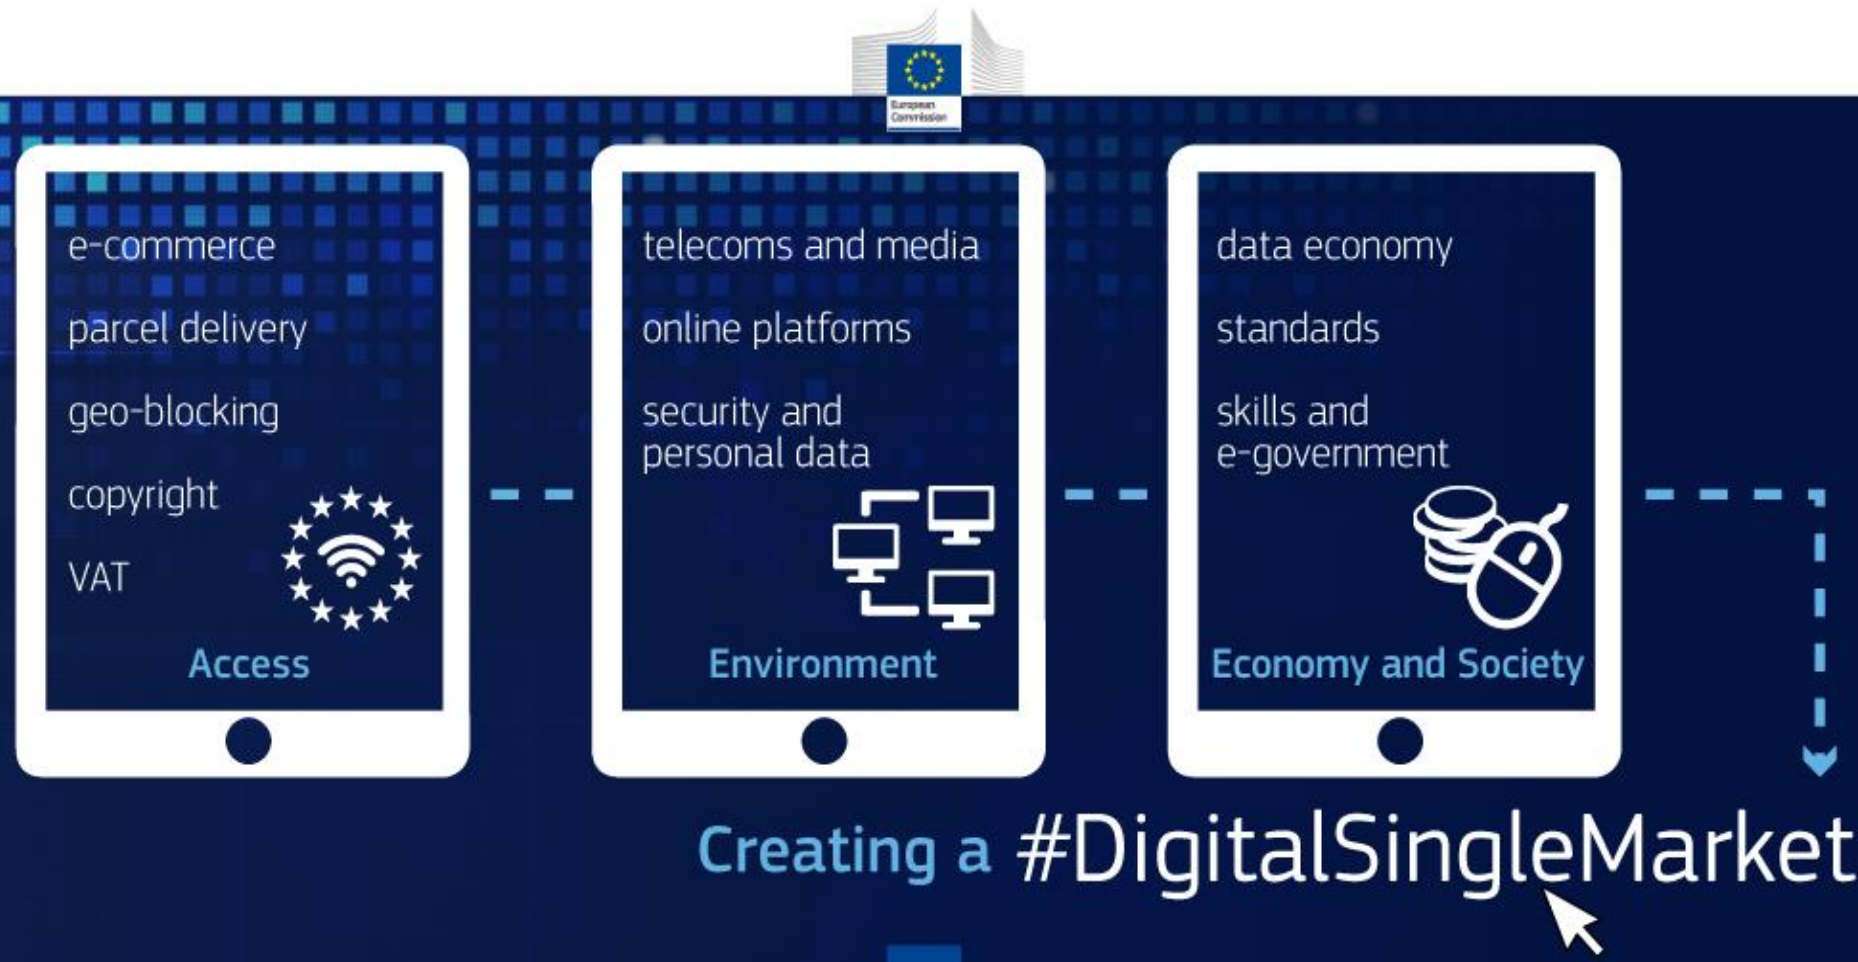 European
Commission
e-commerce
parcel delivery
geo-blocking
copyright
VAT
Access
telecoms and media
online platforms
security and
personal data
Environment
data economy
standards
skills and
e-government
Economy and Society
Creating a #DigitalSingleMarket